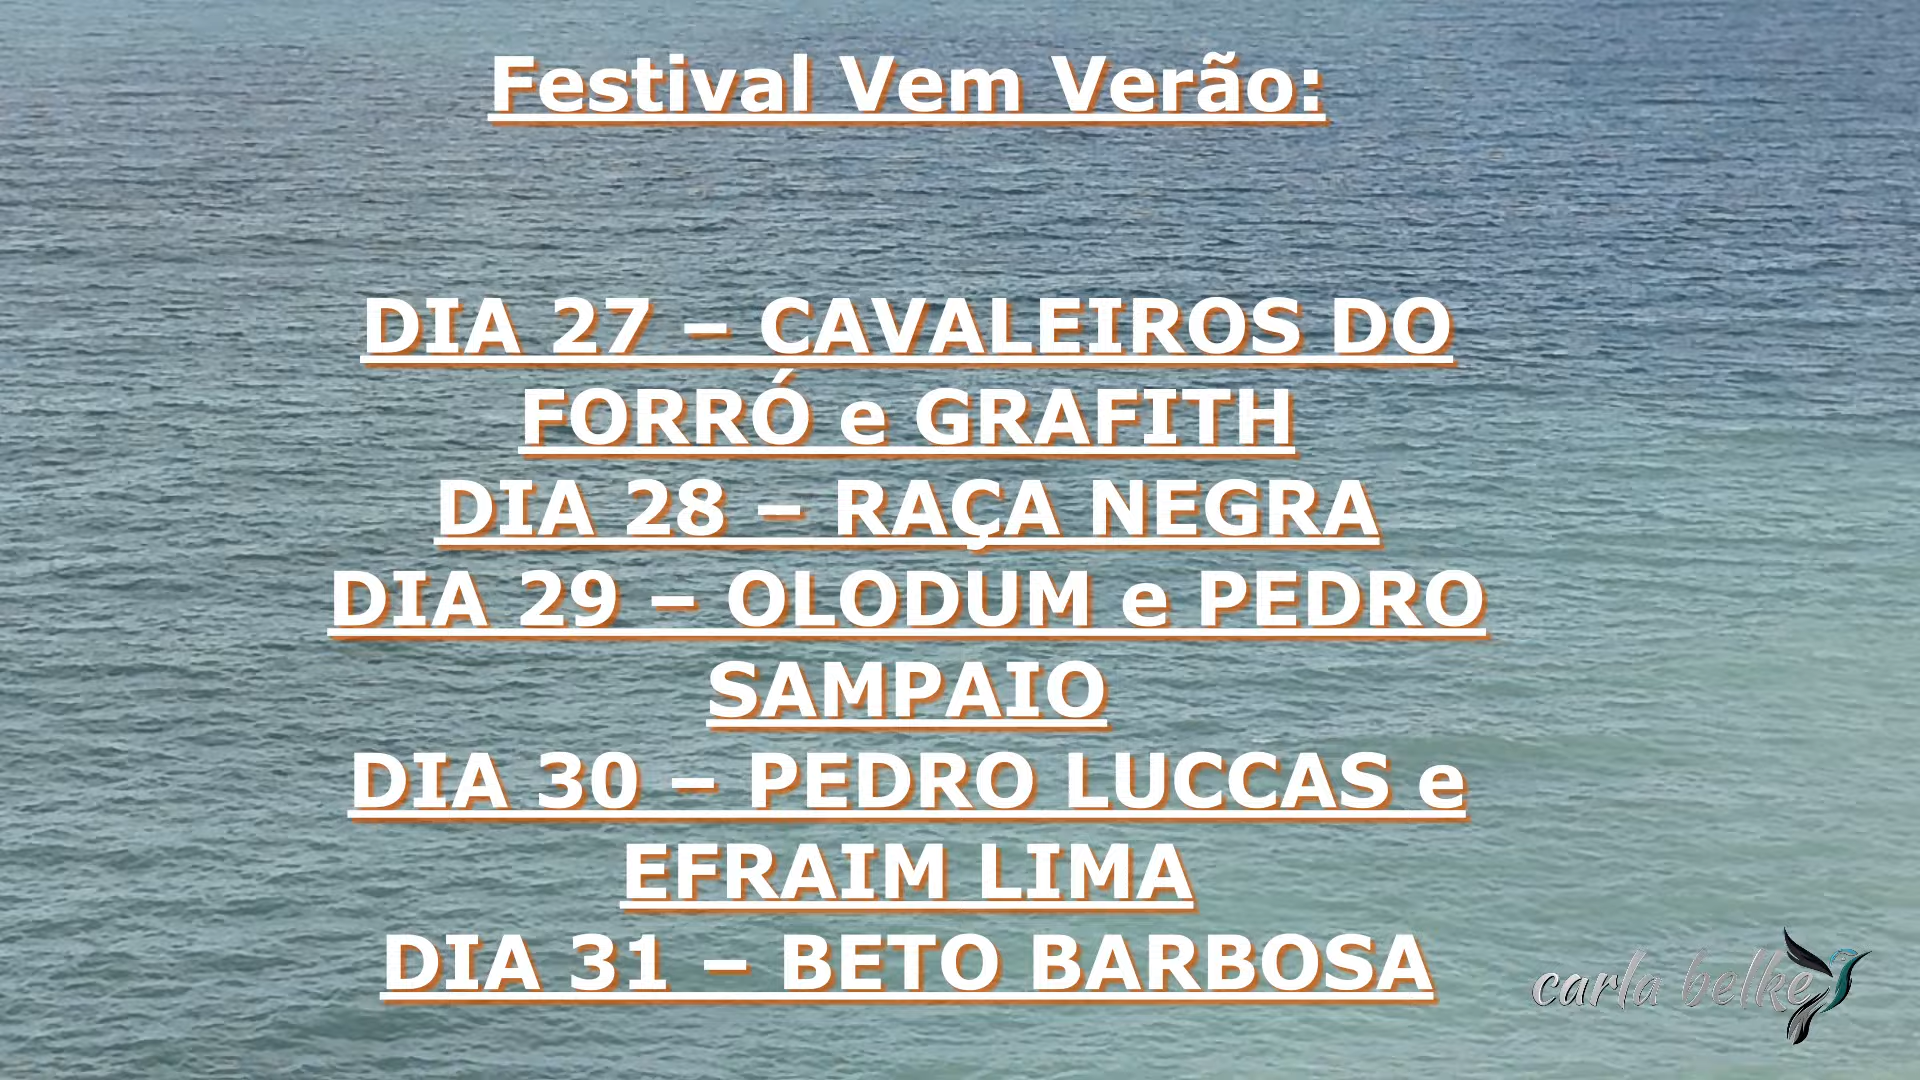 Festival Vem Verão:
DIA 27 – CAVALEIROS DO
FORRÓ e GRAFITH
DIA 28 – RAÇA NEGRA
DIA 29 – OLODUM e PEDRO
SAMPAIO
DIA 30 – PEDRO LUCCAS e
EFRAIM LIMA
DIA 31 – BETO BARBOSA
carla belke